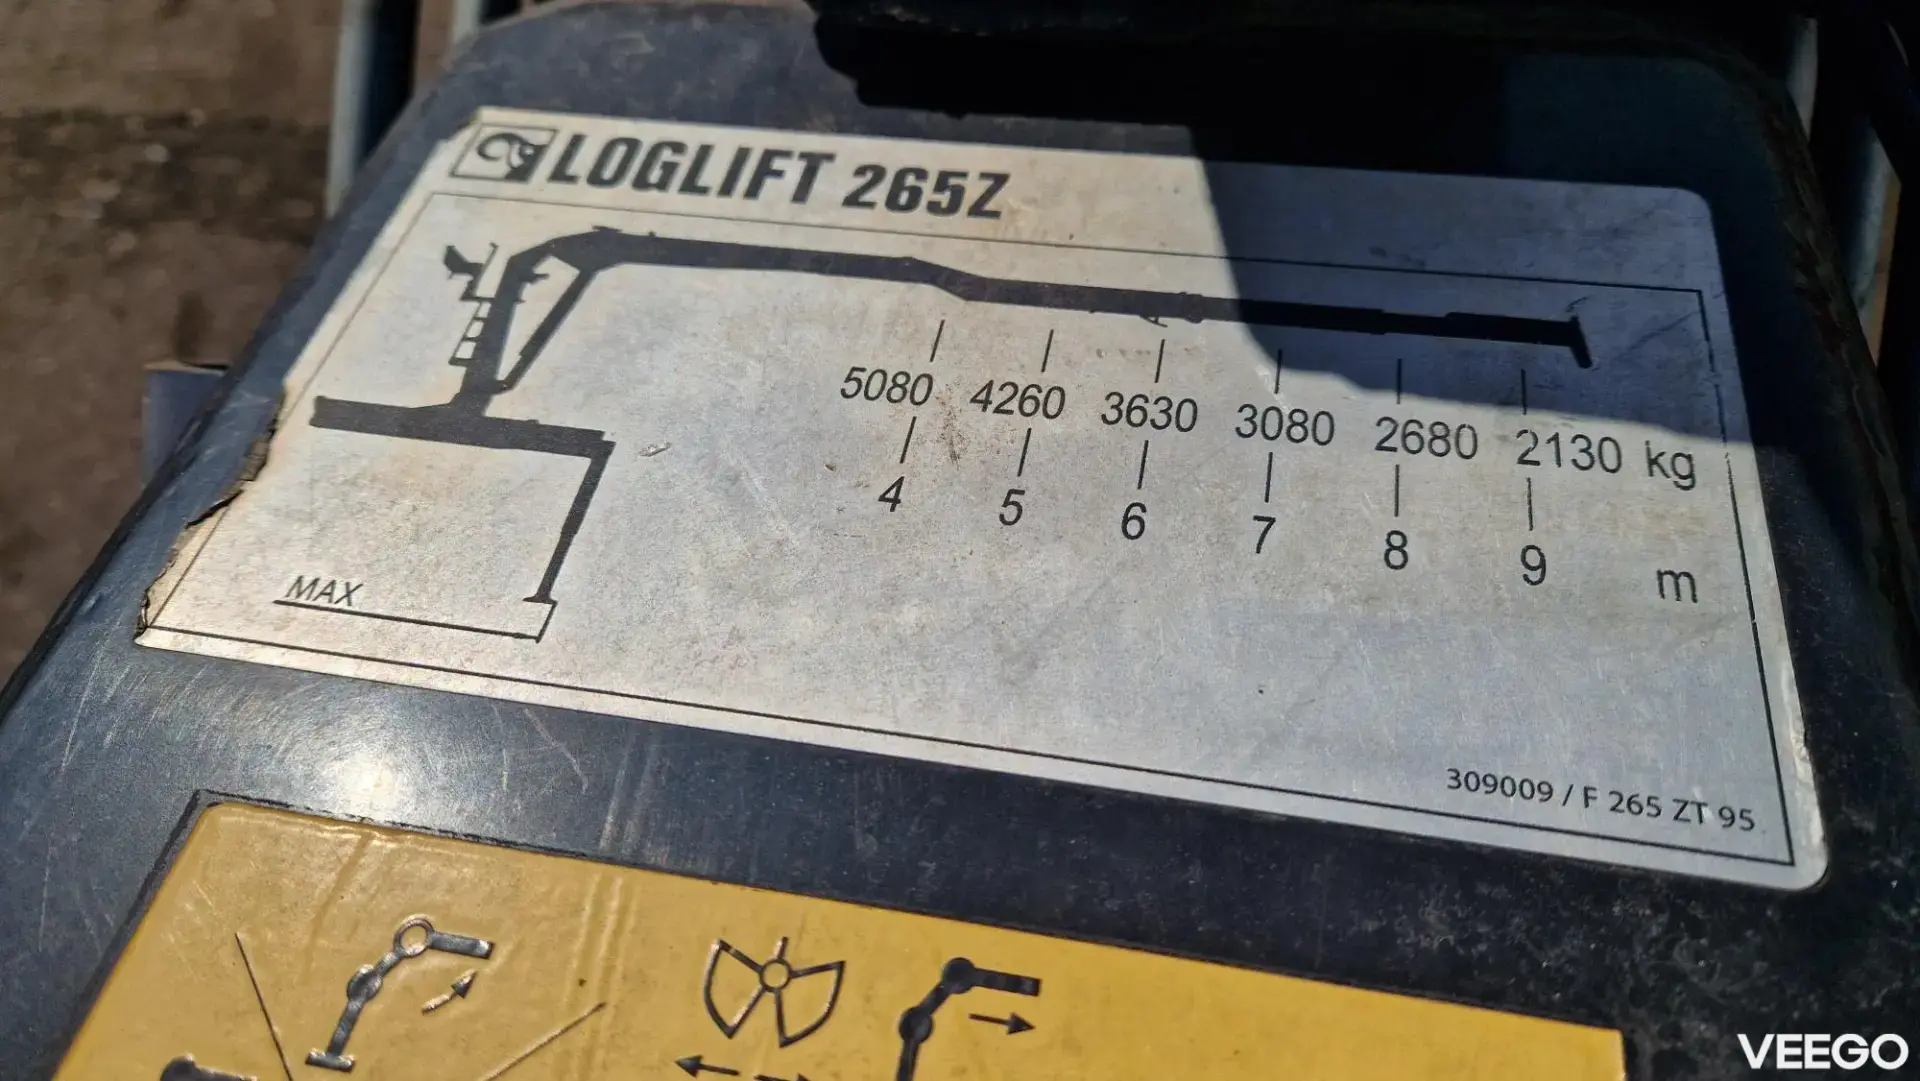 LOGLIFT 265Z
5080 4260 3630 3080 2680 2130 kg
4 5 6 7 8 9 m
MAX
309009 / F 265 ZT 95
VEEGO